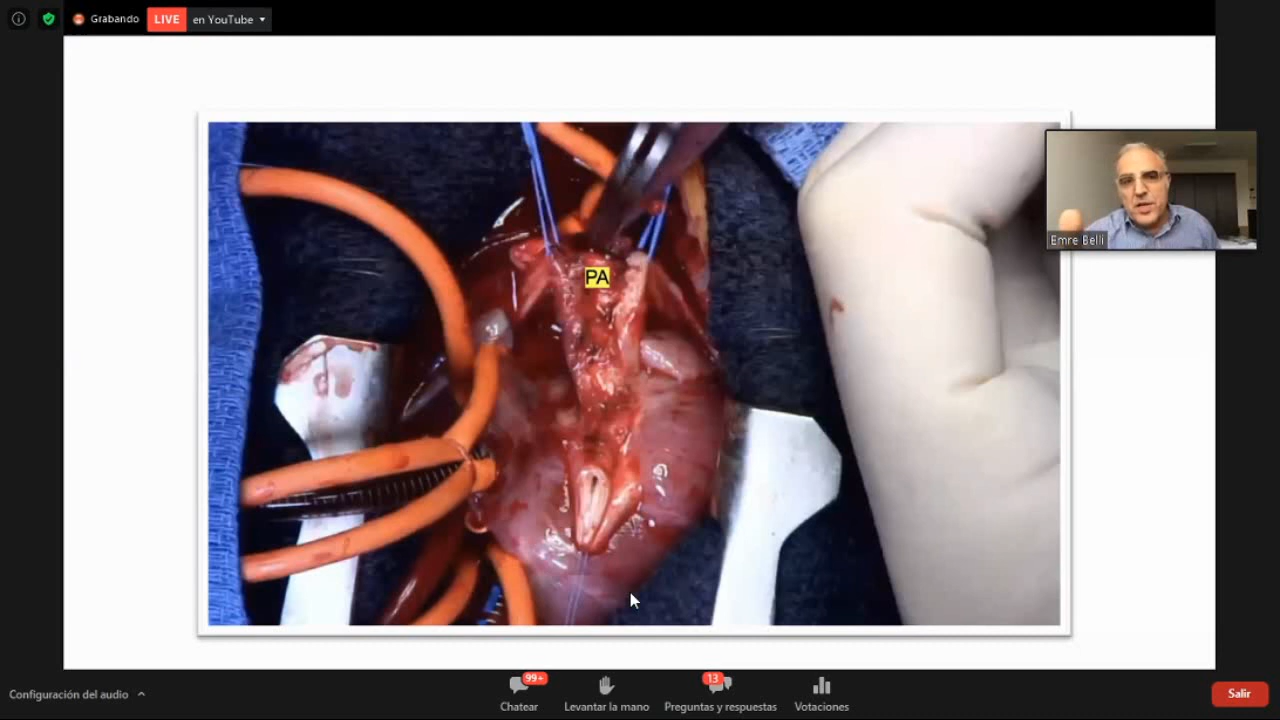 Grabando
LIVE en YouTube
PA
Emre Belli
Configuración del audio
99+
Chatear
Levantar la mano
13
Preguntas y respuestas
Votaciones
Salir